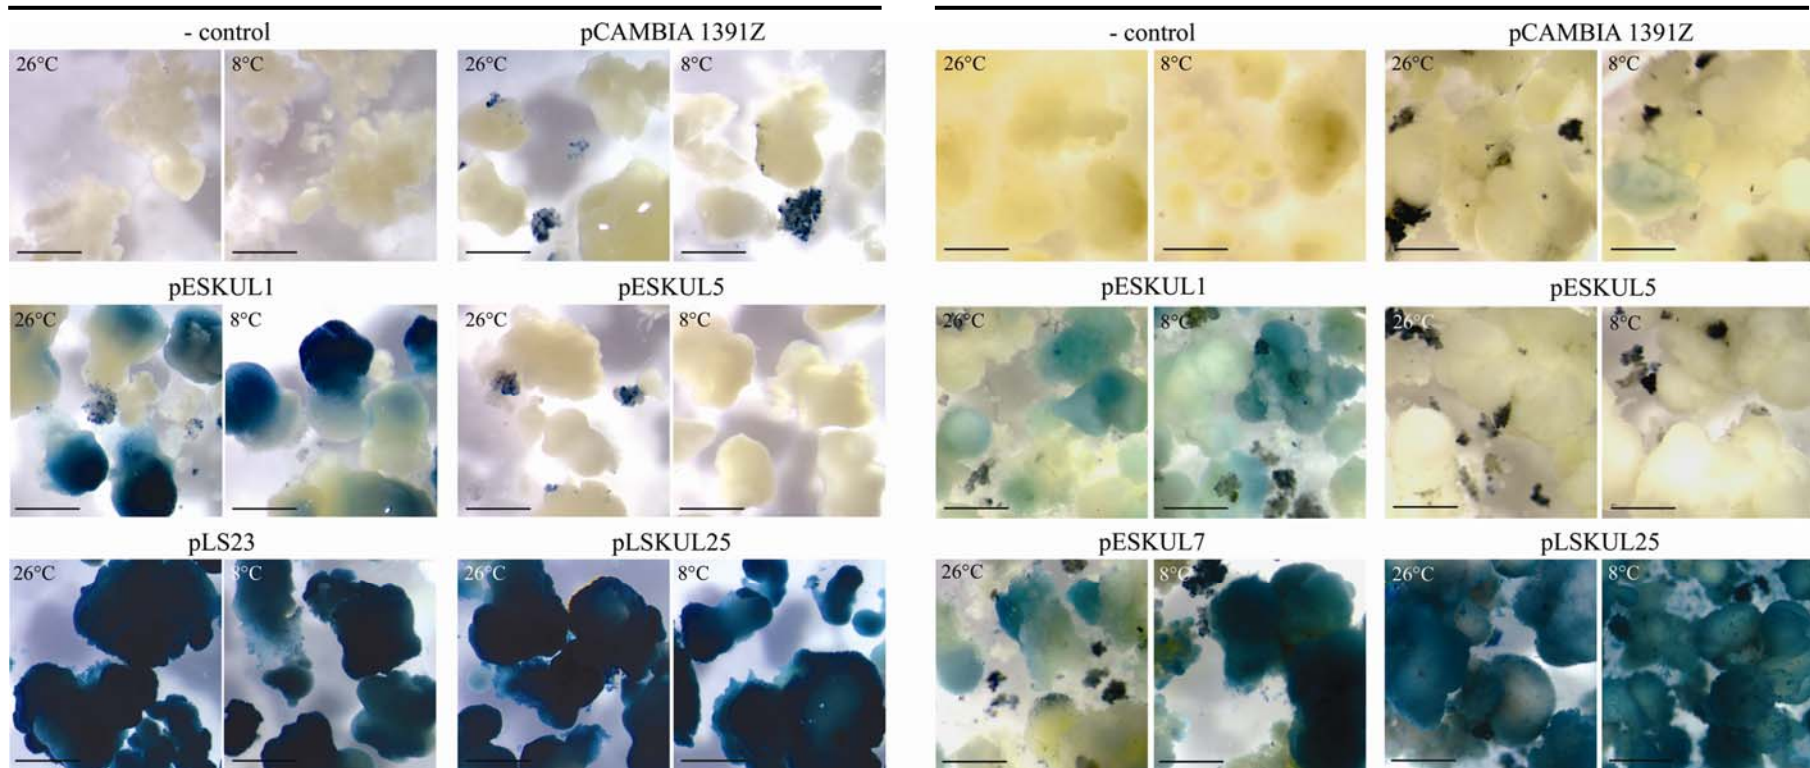 - control pCAMBIA 1391Z - control pCAMBIA 1391Z
26°C 8°C 26°C 8°C 26°C 8°C 26°C 8°C
pESKUL1 pESKUL5 pESKUL1 pESKUL5
26°C 8°C 26°C 8°C 26°C 8°C 26°C 8°C
pLS23 pLSKUL25 pESKUL7 pLSKUL25
26°C 8°C 26°C 8°C 26°C 8°C 26°C 8°C